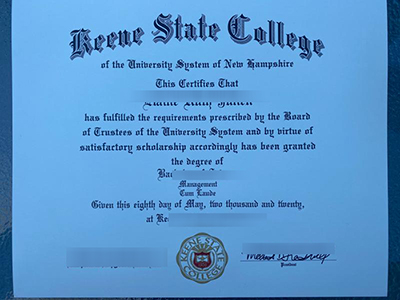 Keene State College
of the University System of New Hampshire
This Certifies That
has fulfilled the requirements prescribed by the Board
of Trustees of the University System and by virtue of
satisfactory scholarship accordingly has been granted
the degree of
Management
Cum Laude
Given this eighth day of May, two thousand and twenty,
at
President
KEENE STATE
COLLEGE